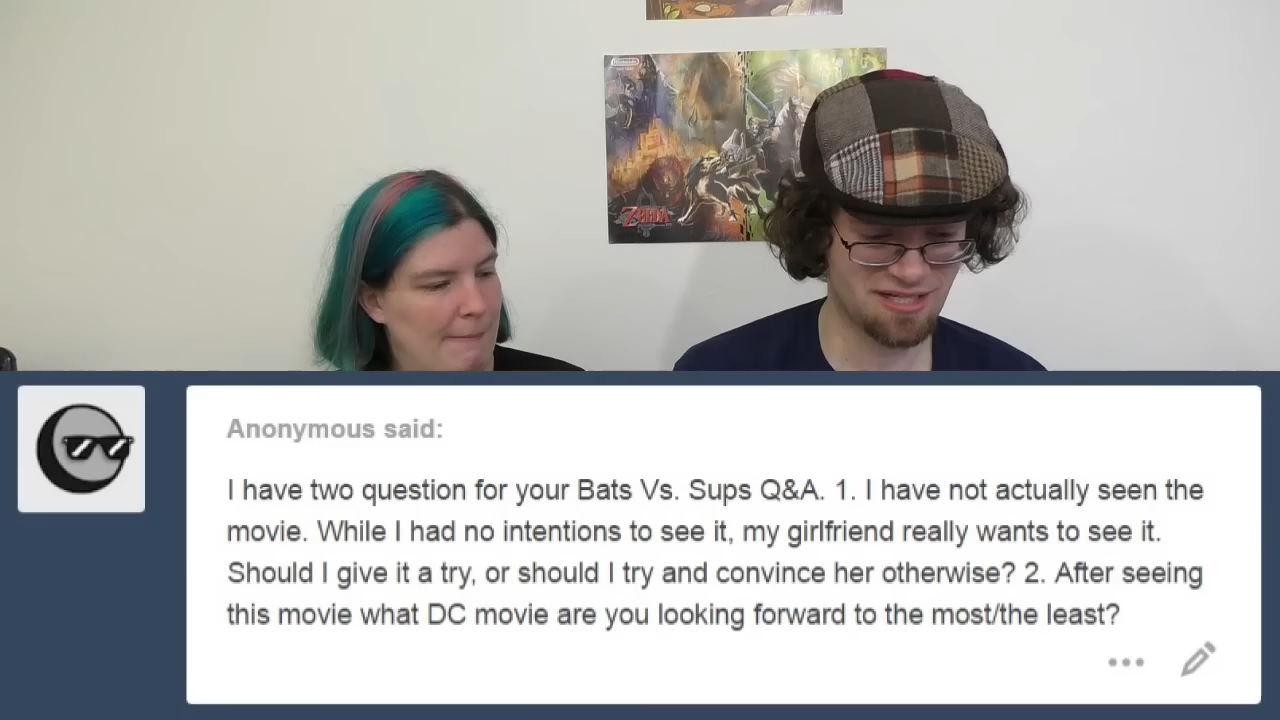 Nintendo
ZELDA
Anonymous said:
I have two question for your Bats Vs. Sups Q&A. 1. I have not actually seen the
movie. While I had no intentions to see it, my girlfriend really wants to see it.
Should I give it a try, or should I try and convince her otherwise? 2. After seeing
this movie what DC movie are you looking forward to the most/the least?